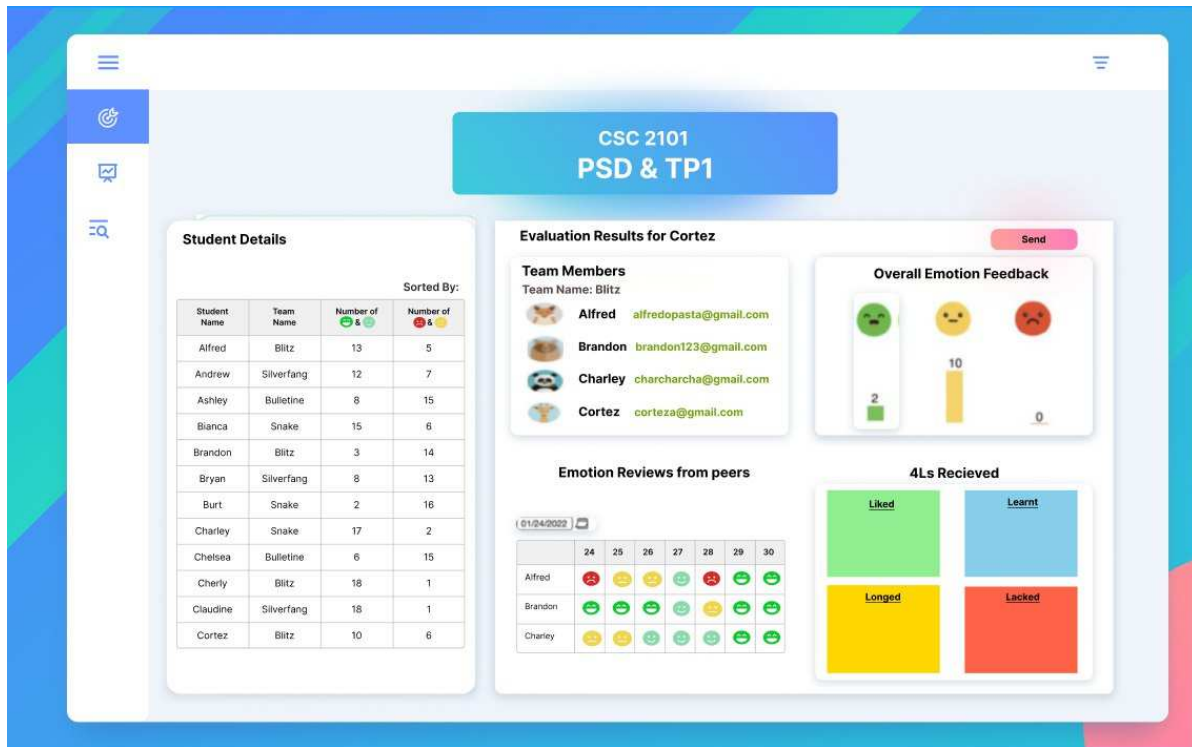 CSC 2101
PSD & TP1
Student Details
Sorted By:
Student Name Team Name Number of & Number of &
Alfred Blitz 13 5
Andrew Silverfang 12 7
Ashley Bulletine 8 15
Bianca Snake 15 6
Brandon Blitz 3 14
Bryan Silverfang 8 13
Burt Snake 2 16
Charley Snake 17 2
Chelsea Bulletine 6 15
Cherly Blitz 18 1
Claudine Silverfang 18 1
Cortez Blitz 10 6
Evaluation Results for Cortez
Send
Team Members
Team Name: Blitz
Alfred alfredopasta@gmail.com
Brandon brandon123@gmail.com
Charley charcharcha@gmail.com
Cortez corteza@gmail.com
Overall Emotion Feedback
2 10 0
Emotion Reviews from peers
01/24/2022
24 25 26 27 28 29 30
Alfred
Brandon
Charley
4Ls Recieved
Liked Learnt
Longed Lacked